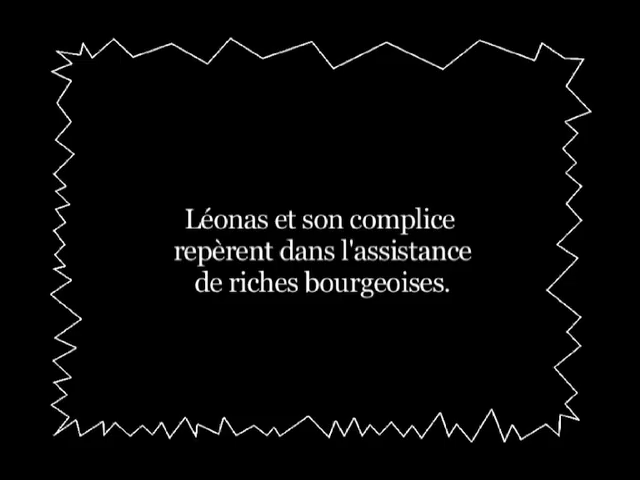 Léonas et son complice
repèrent dans l'assistance
de riches bourgeoises.